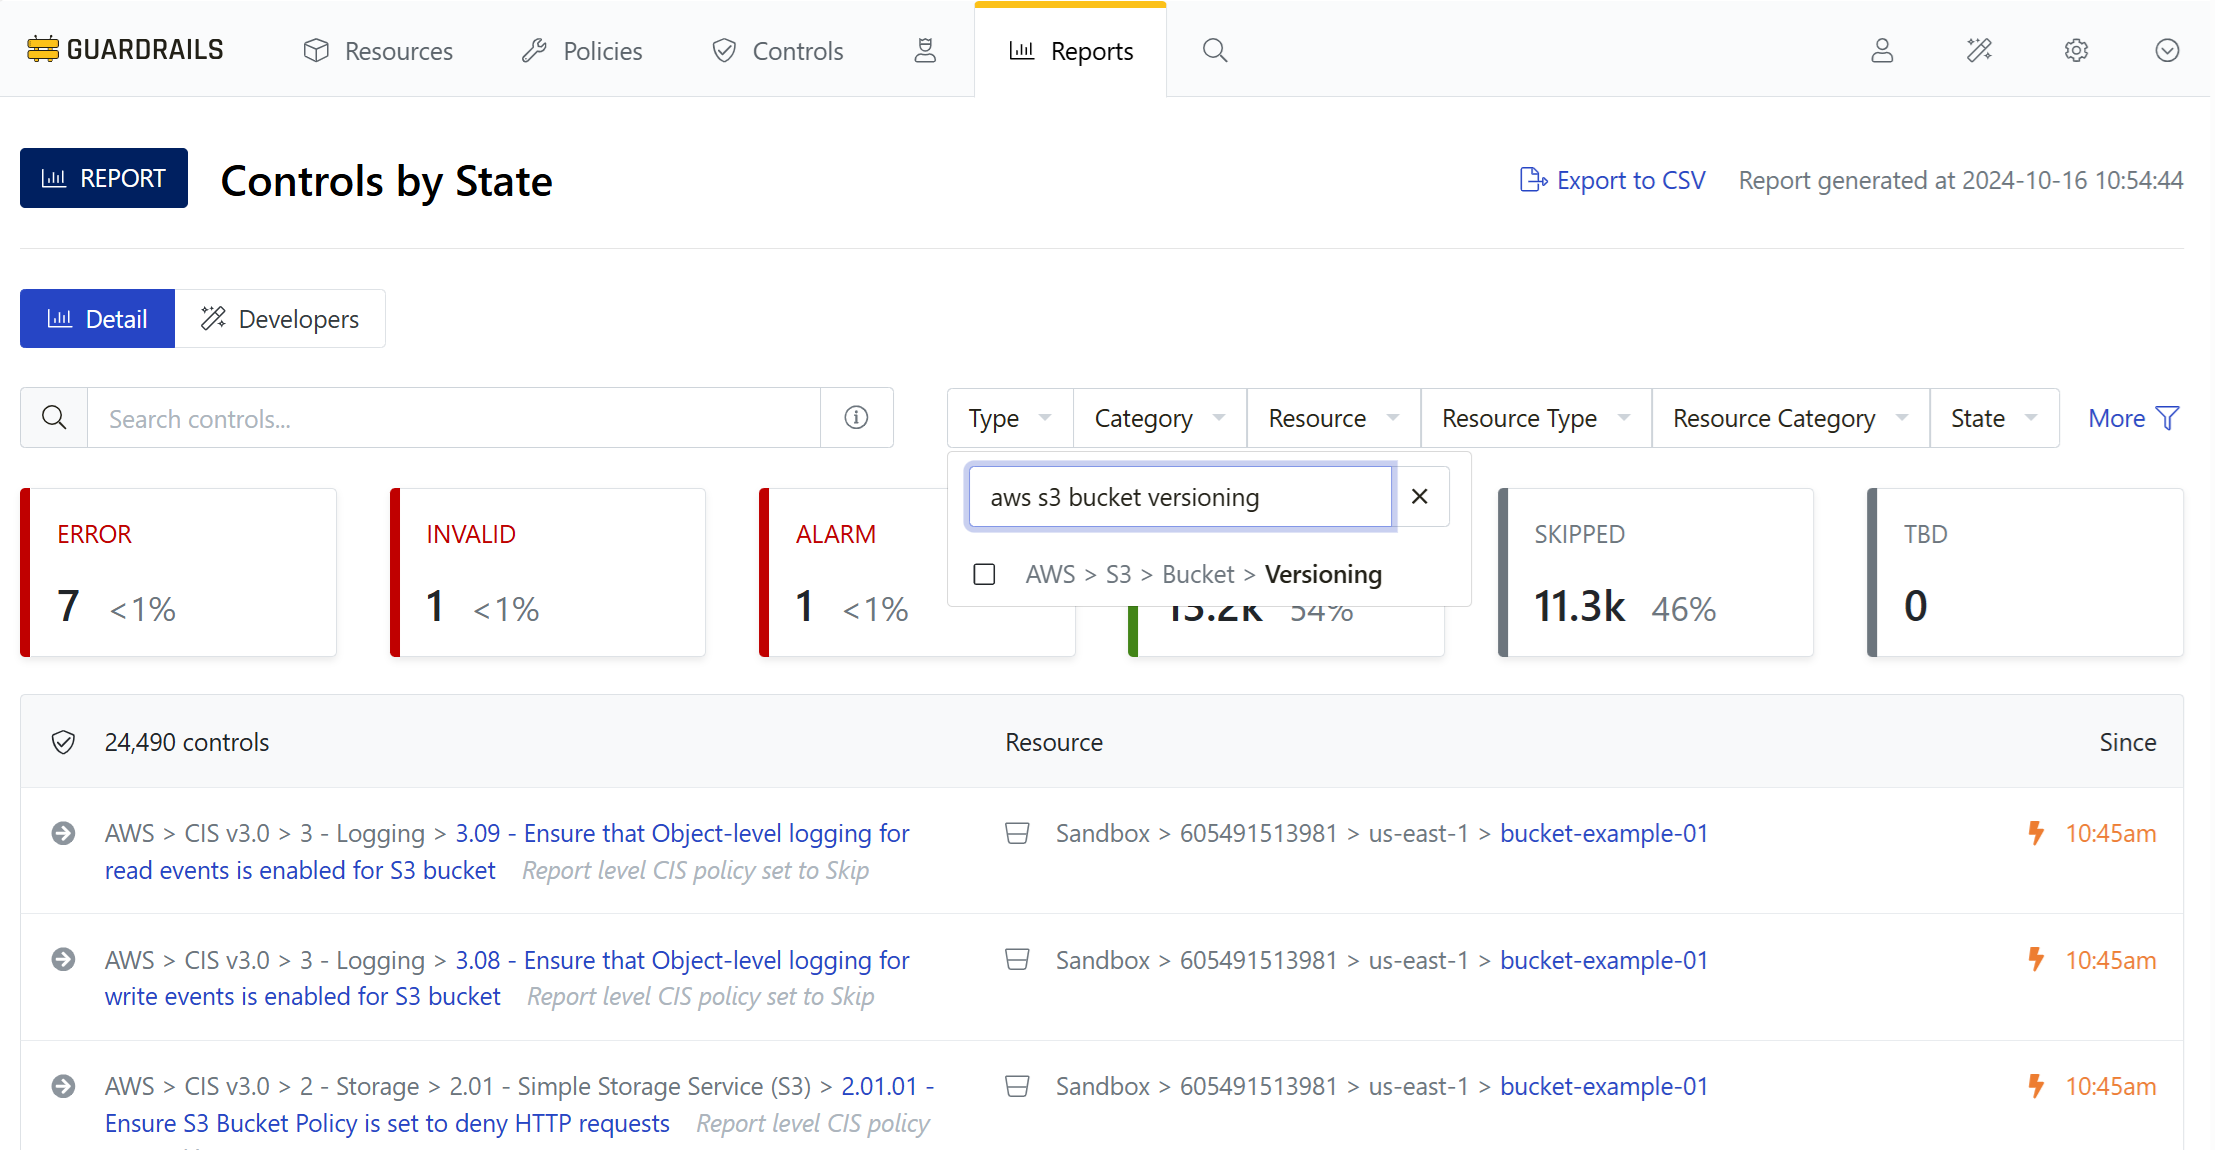 GUARDRAILS
Resources
Policies
Controls
Reports
REPORT
Controls by State
Export to CSV
Report generated at 2024-10-16 10:54:44
Detail
Developers
Search controls...
Type
Category
Resource
Resource Type
Resource Category
State
More
aws s3 bucket versioning
AWS > S3 > Bucket > Versioning
ERROR
7 <1%
INVALID
1 <1%
ALARM
1 <1%
54%
SKIPPED
11.3k 46%
TBD
0
24,490 controls
Resource
Since
AWS > CIS v3.0 > 3 - Logging > 3.09 - Ensure that Object-level logging for
read events is enabled for S3 bucket Report level CIS policy set to Skip
Sandbox > 605491513981 > us-east-1 > bucket-example-01
10:45am
AWS > CIS v3.0 > 3 - Logging > 3.08 - Ensure that Object-level logging for
write events is enabled for S3 bucket Report level CIS policy set to Skip
Sandbox > 605491513981 > us-east-1 > bucket-example-01
10:45am
AWS > CIS v3.0 > 2 - Storage > 2.01 - Simple Storage Service (S3) > 2.01.01 -
Ensure S3 Bucket Policy is set to deny HTTP requests Report level CIS policy
Sandbox > 605491513981 > us-east-1 > bucket-example-01
10:45am